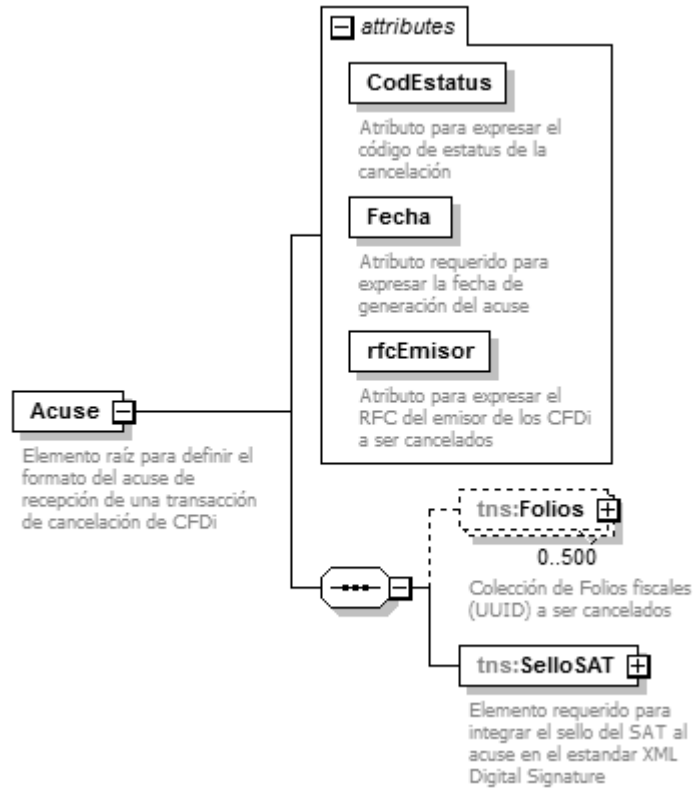 attributes
CodEstatus
Atributo para expresar el
código de estatus de la
cancelación
Fecha
Atributo requerido para
expresar la fecha de
generación del acuse
rfcEmisor
Atributo para expresar el
RFC del emisor de los CFDi
a ser cancelados
Acuse
Elemento raíz para definir el
formato del acuse de
recepción de una transacción
de cancelación de CFDi
tns:Folios
0..500
Colección de Folios fiscales
(UUID) a ser cancelados
tns:SelloSAT
Elemento requerido para
integrar el sello del SAT al
acuse en el estandar XML
Digital Signature